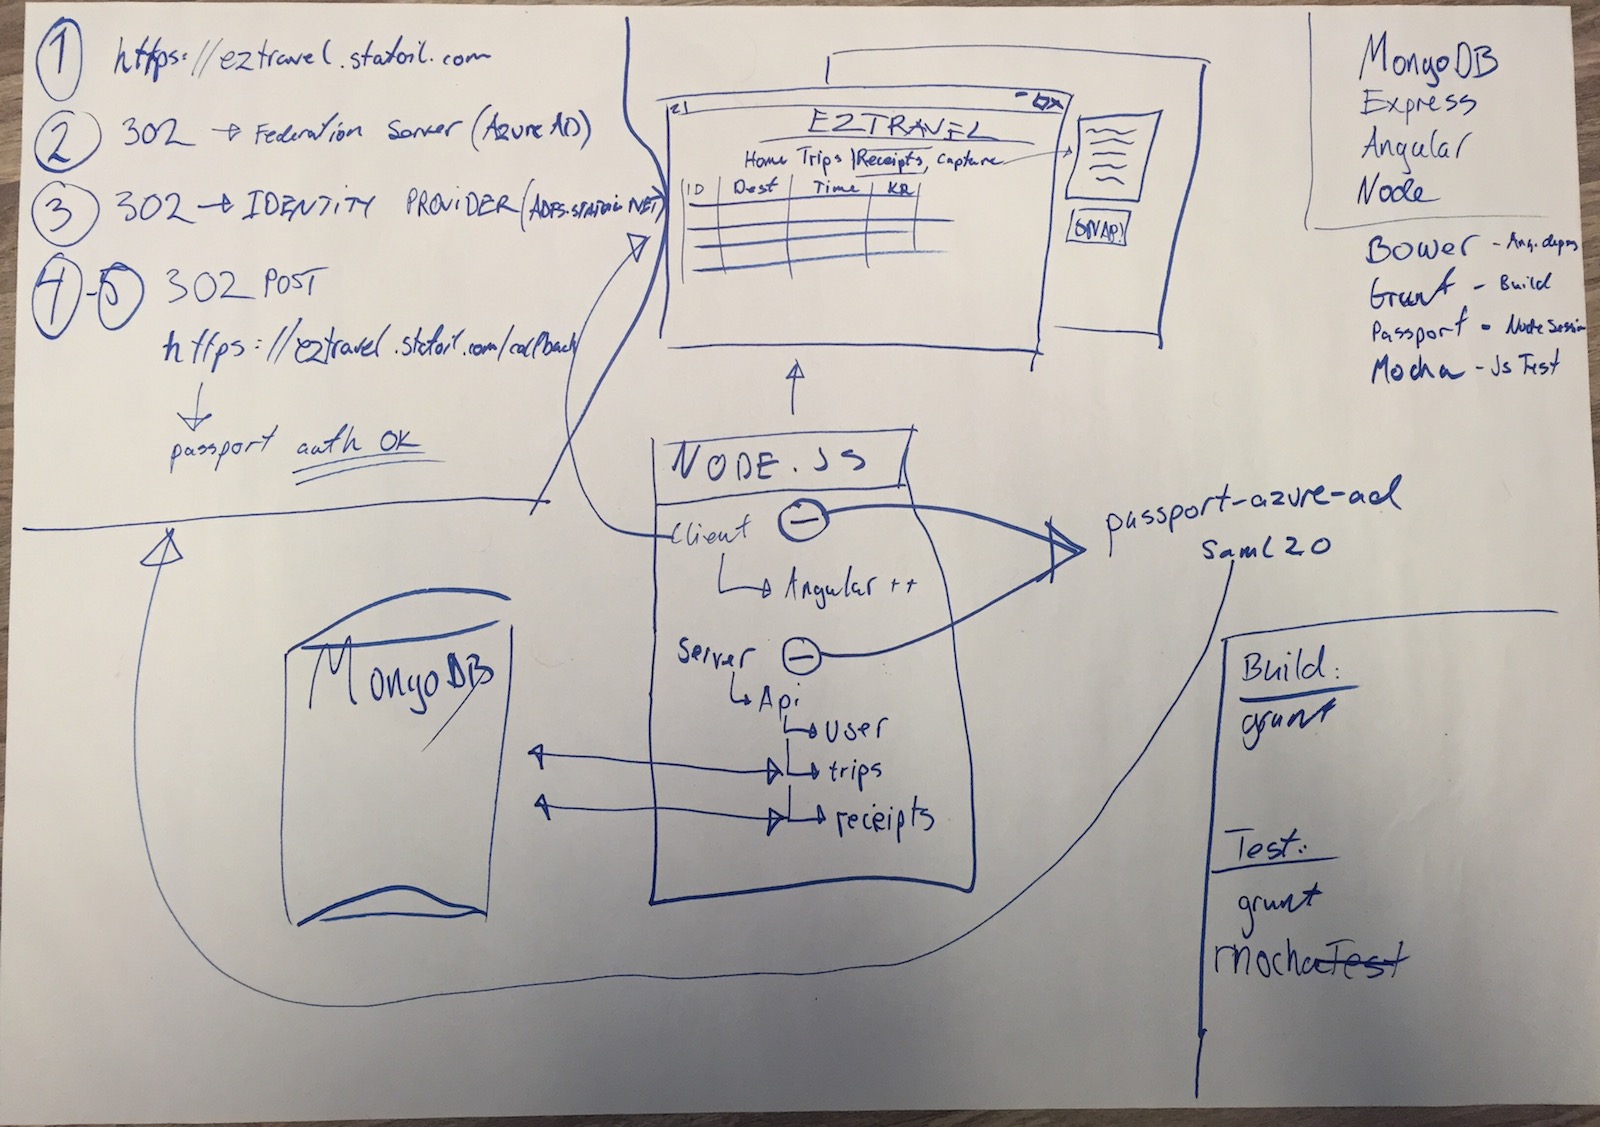 1 https://eztravel.statoil.com
2 302 → Federation Server (Azure AD)
3 302 → IDENTITY PROVIDER (ADFS.STATOIL.NET)
4-5 302 POST
https://eztravel.statoil.com/callback
passport auth OK
EZTRAVEL
Home Trips |Receipts, Capture
ID Dest Time KR
SNAP!
MongoDB
Express
Angular
Node
Bower - Ang. depns
Grunt - Build
Passport - Node Session
Mocha - Js Test
NODE.JS
Client
Angular ++
Server
Api
User
trips
receipts
MongoDB
passport-azure-ad
saml 2.0
Build:
grunt
Test:
grunt
mochaTest